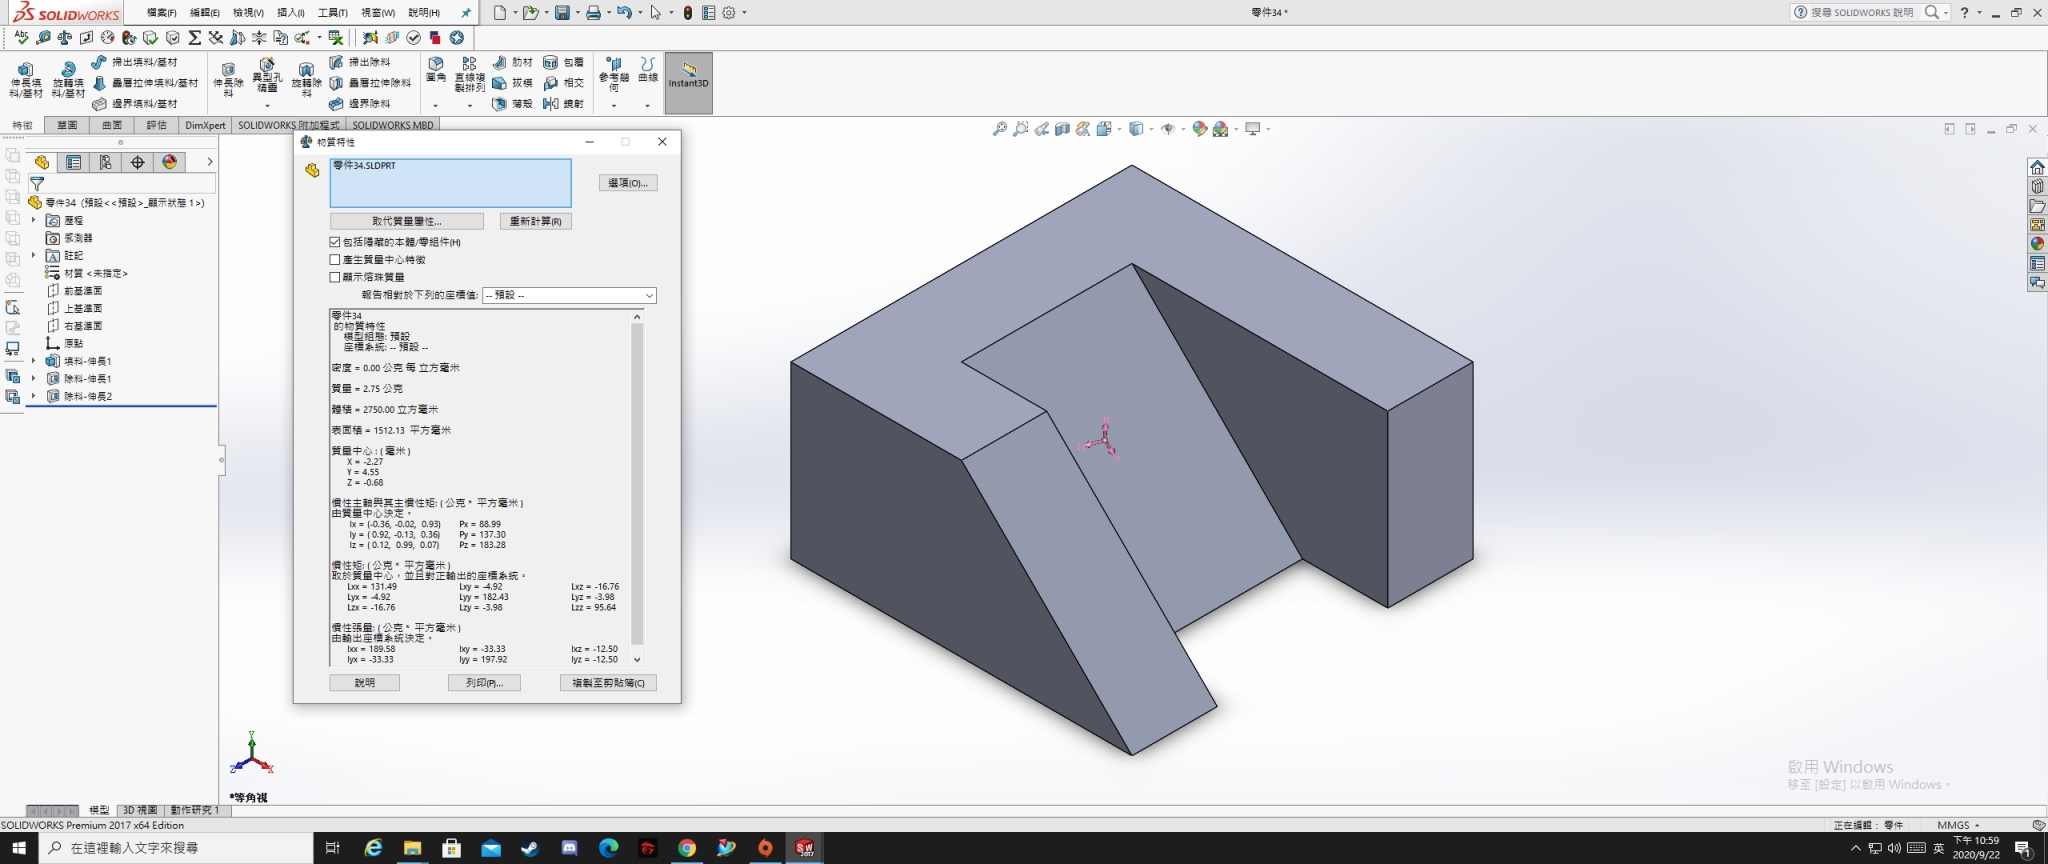 SOLIDWORKS 檔案(F) 編輯(E) 檢視(V) 插入(I) 工具(T) 視窗(W) 說明(H) 零件34 * 搜尋 SOLIDWORKS 說明
伸長填料/基材 旋轉填料/基材 掃出填料/基材 疊層拉伸填料/基材 邊界填料/基材
伸長除料 異型孔精靈 旋轉除料 掃出除料 疊層拉伸除料 邊界除料
圓角 直線複製排列 肋材 拔模 薄殼 包覆 相交 鏡射 參考幾何 曲線 Instant3D
特徵 草圖 曲面 評估 DimXpert SOLIDWORKS 附加程式 SOLIDWORKS MBD
零件34 (預設<<預設>_顯示狀態 1>)
歷程
感測器
註記
材質 <未指定>
前基準面
上基準面
右基準面
原點
填料-伸長1
除料-伸長1
除料-伸長2
物質特性
零件34.SLDPRT
選項(O)...
取代質量屬性... 重新計算(R)
包括隱藏的本體/零組件(H)
產生質量中心特徵
顯示熔珠質量
報告相對於下列的座標值: -- 預設 --
零件34
的物質特性
模型組態: 預設
座標系統: -- 預設 --
密度 = 0.00 公克 每 立方毫米
質量 = 2.75 公克
體積 = 2750.00 立方毫米
表面積 = 1512.13 平方毫米
質量中心 : ( 毫米 )
X = -2.27
Y = 4.55
Z = -0.68
慣性主軸與其主慣性矩: ( 公克 * 平方毫米 )
由質量中心決定。
Ix = (-0.36, -0.02, 0.93) Px = 88.99
Iy = ( 0.92, -0.13, 0.36) Py = 137.30
Iz = ( 0.12, 0.99, 0.07) Pz = 183.28
慣性矩: ( 公克 * 平方毫米 )
取於質量中心，並且對正輸出的座標系統。
Lxx = 131.49 Lxy = -4.92 Lxz = -16.76
Lyx = -4.92 Lyy = 182.43 Lyz = -3.98
Lzx = -16.76 Lzy = -3.98 Lzz = 95.64
慣性張量: ( 公克 * 平方毫米 )
由輸出座標系統決定。
Ixx = 189.58 Ixy = -33.33 Ixz = -12.50
Iyx = -33.33 Iyy = 197.92 Iyz = -12.50
說明 列印(P)... 複製至剪貼簿(C)
Y
Z X
*等角視
啟用 Windows
移至 [設定] 以啟用 Windows。
模型 3D 視圖 動作研究 1
SOLIDWORKS Premium 2017 x64 Edition 正在編輯： 零件 MMGS
在這裡輸入文字來搜尋 英 下午 10:59
2020/9/22